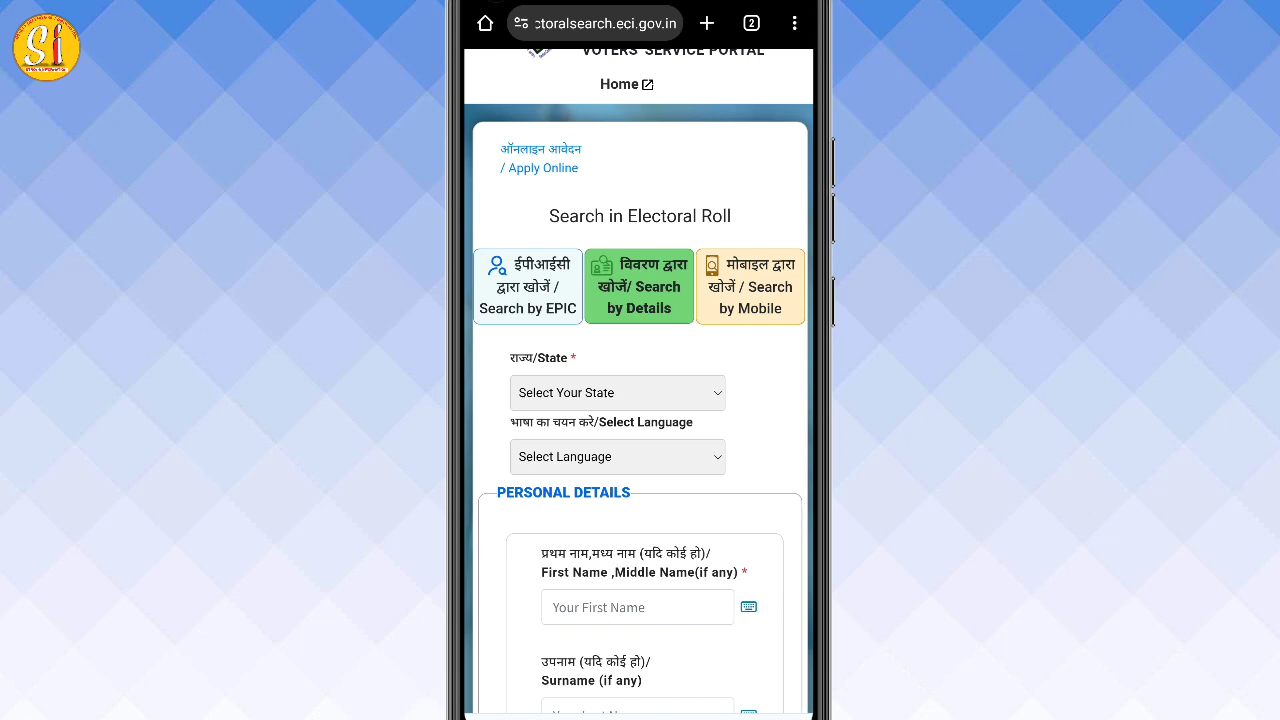 Si
ctoralsearch.eci.gov.in
2
VOTERS' SERVICE PORTAL
Home
ऑनलाइन आवेदन
/ Apply Online
Search in Electoral Roll
ईपीआईसी
द्वारा खोजें /
Search by EPIC
विवरण द्वारा
खोजें/ Search
by Details
मोबाइल द्वारा
खोजें / Search
by Mobile
राज्य/State *
Select Your State
भाषा का चयन करे/Select Language
Select Language
PERSONAL DETAILS
प्रथम नाम,मध्य नाम (यदि कोई हो)/
First Name ,Middle Name(if any) *
Your First Name
उपनाम (यदि कोई हो)/
Surname (if any)